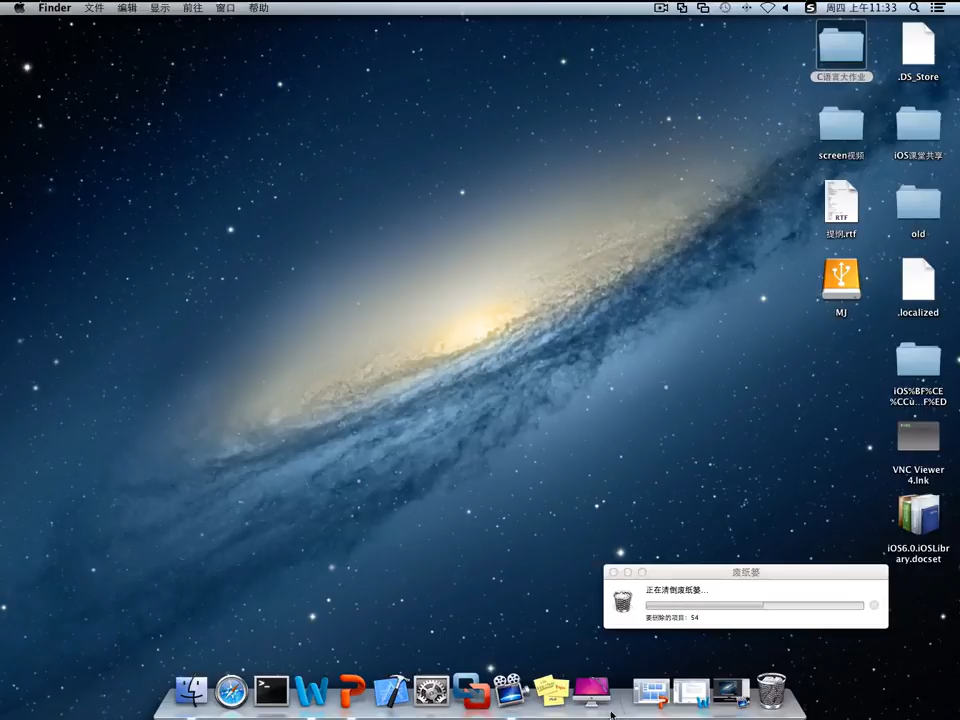 Finder 文件 编辑 显示 前往 窗口 帮助
周四 上午11:33
C语言大作业
.DS_Store
screen视频
iOS课堂共享
RTF
提纲.rtf
old
MJ
.localized
iOS%BF%CE
%CCù...F%ED
VNC Viewer
4.lnk
iOS6.0.iOSLibr
ary.docset
废纸篓
正在清倒废纸篓...
要删除的项目: 54